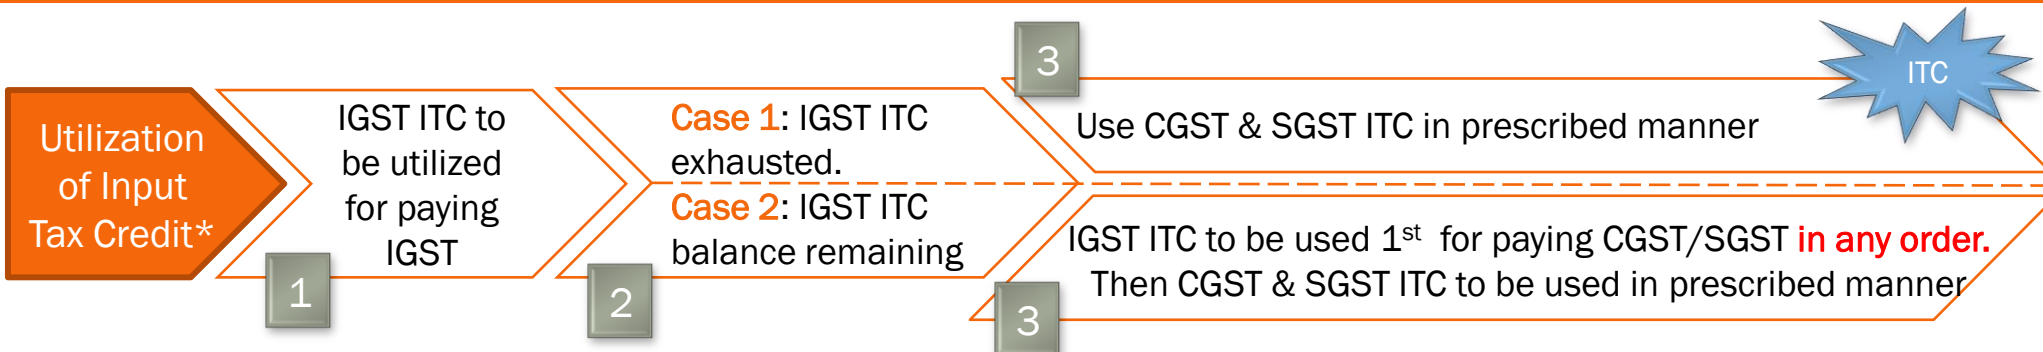 Utilization
of Input
Tax Credit*
1
IGST ITC to
be utilized
for paying
IGST
2
Case 1: IGST ITC
exhausted.
Case 2: IGST ITC
balance remaining
3
Use CGST & SGST ITC in prescribed manner
ITC
3
IGST ITC to be used 1st for paying CGST/SGST in any order.
Then CGST & SGST ITC to be used in prescribed manner